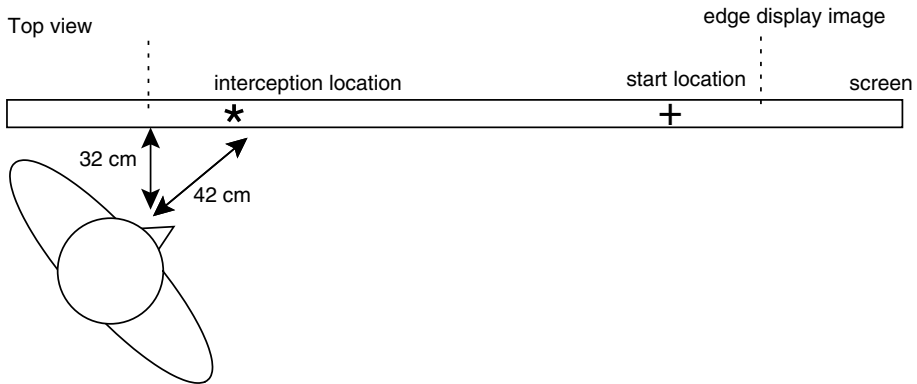 Top view
edge display image
interception location
start location
screen
32 cm
42 cm